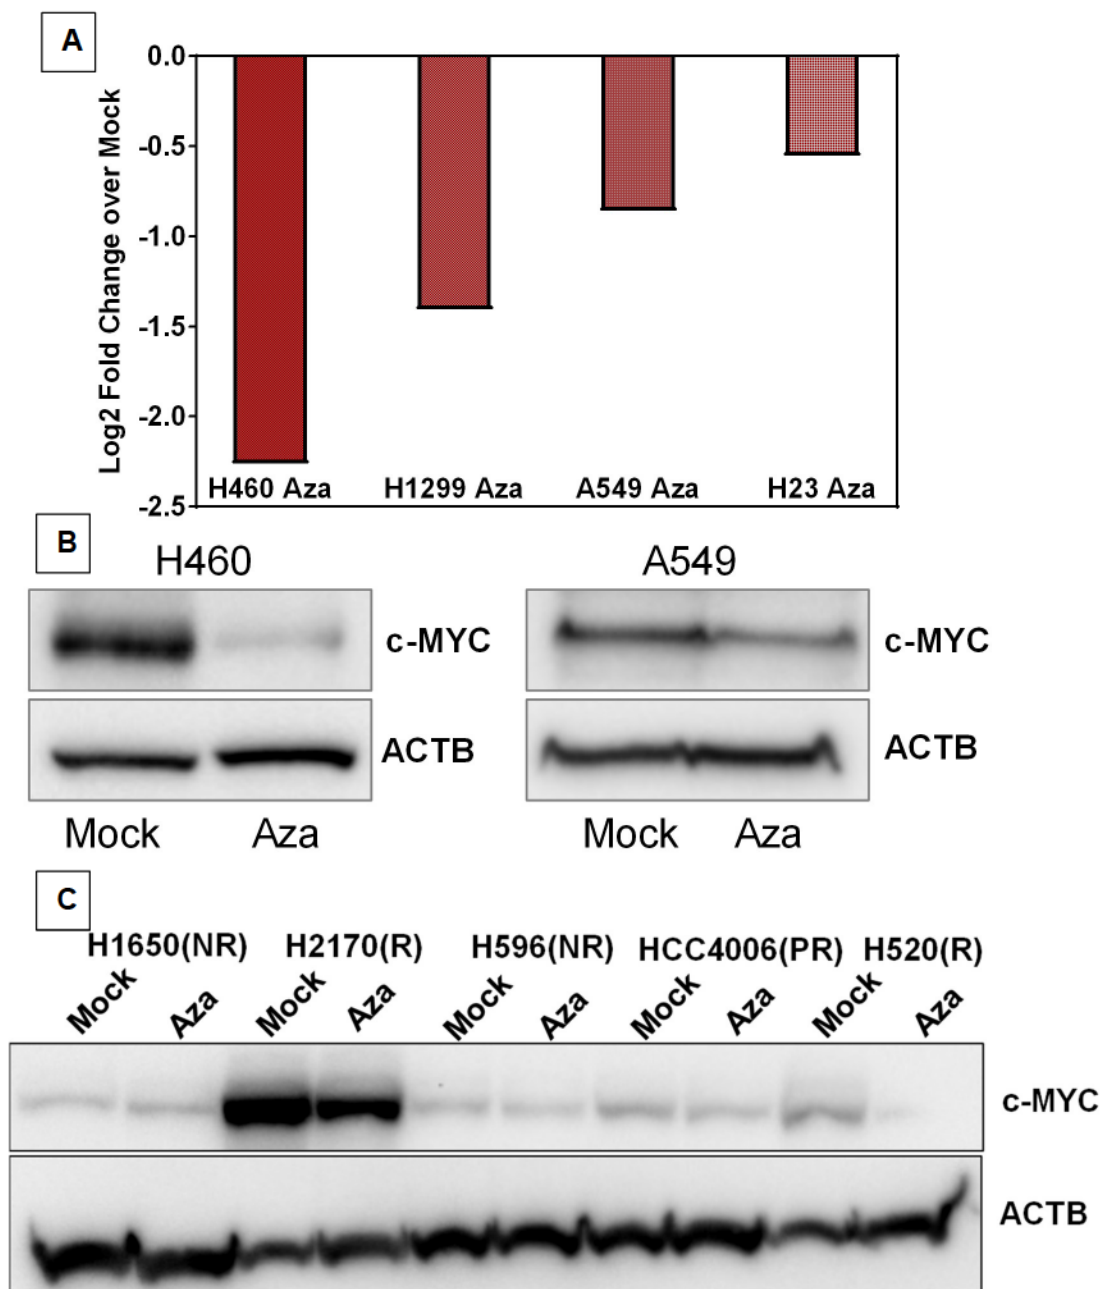 A
Log2 Fold Change over Mock
0.0
-0.5
-1.0
-1.5
-2.0
-2.5
H460 Aza H1299 Aza A549 Aza H23 Aza
B
H460 A549
c-MYC c-MYC
ACTB ACTB
Mock Aza Mock Aza
C
H1650(NR) H2170(R) H596(NR) HCC4006(PR) H520(R)
Mock Aza Mock Aza Mock Aza Mock Aza Mock Aza
c-MYC
ACTB